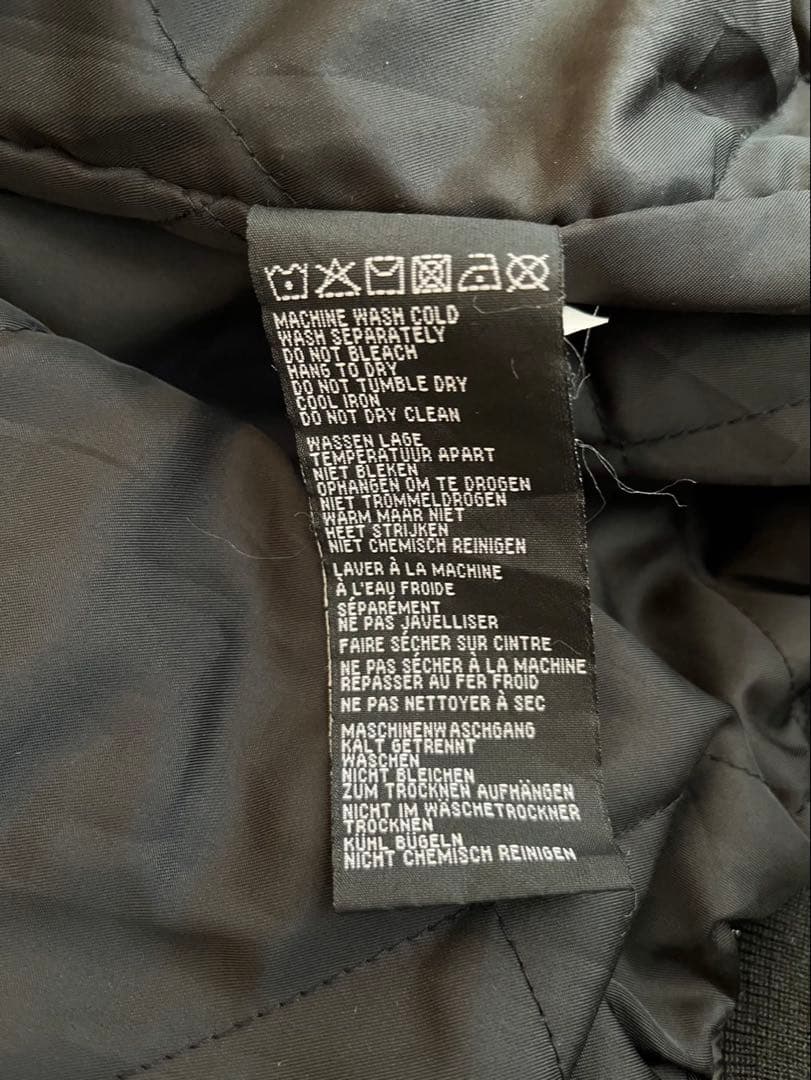 MACHINE WASH COLD
WASH SEPARATELY
DO NOT BLEACH
HANG TO DRY
DO NOT TUMBLE DRY
COOL IRON
DO NOT DRY CLEAN
WASSEN LAGE
TEMPERATUUR APART
NIET BLEKEN
OPHANGEN OM TE DROGEN
NIET TROMMELDROGEN
WARM MAAR NIET
HEET STRIJKEN
NIET CHEMISCH REINIGEN
LAVER À LA MACHINE
À L'EAU FROIDE
SÉPARÉMENT
NE PAS JAVELLISER
FAIRE SÉCHER SUR CINTRE
NE PAS SÉCHER À LA MACHINE
REPASSER AU FER FROID
NE PAS NETTOYER À SEC
MASCHINENWASCHGANG
KALT GETRENNT
WASCHEN
NICHT BLEICHEN
ZUM TROCKNEN AUFHÄNGEN
NICHT IM WASCHETROCKNER
TROCKNEN
KÜHL BÜGELN
NICHT CHEMISCH REINIGEN